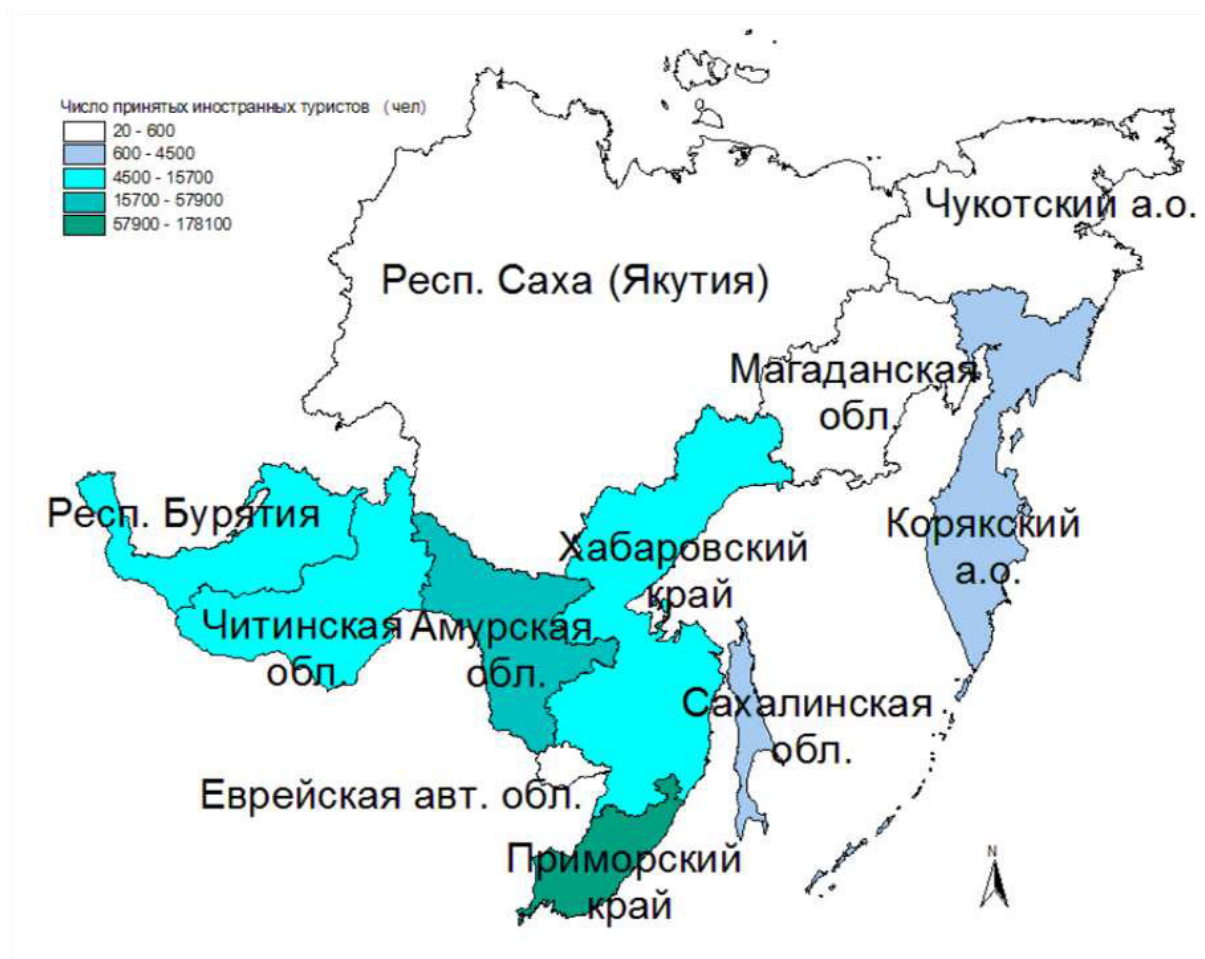 Число принятых иностранных туристов (чел)
20 - 600
600 - 4500
4500 - 15700
15700 - 57900
57900 - 178100
Чукотский а.о.
Респ. Саха (Якутия)
Магаданская
обл.
Респ. Бурятия
Хабаровский
край
Корякский
а.о.
Читинская
обл.
Амурская
обл.
Сахалинская
обл.
Еврейская авт. обл.
Приморский
край
N